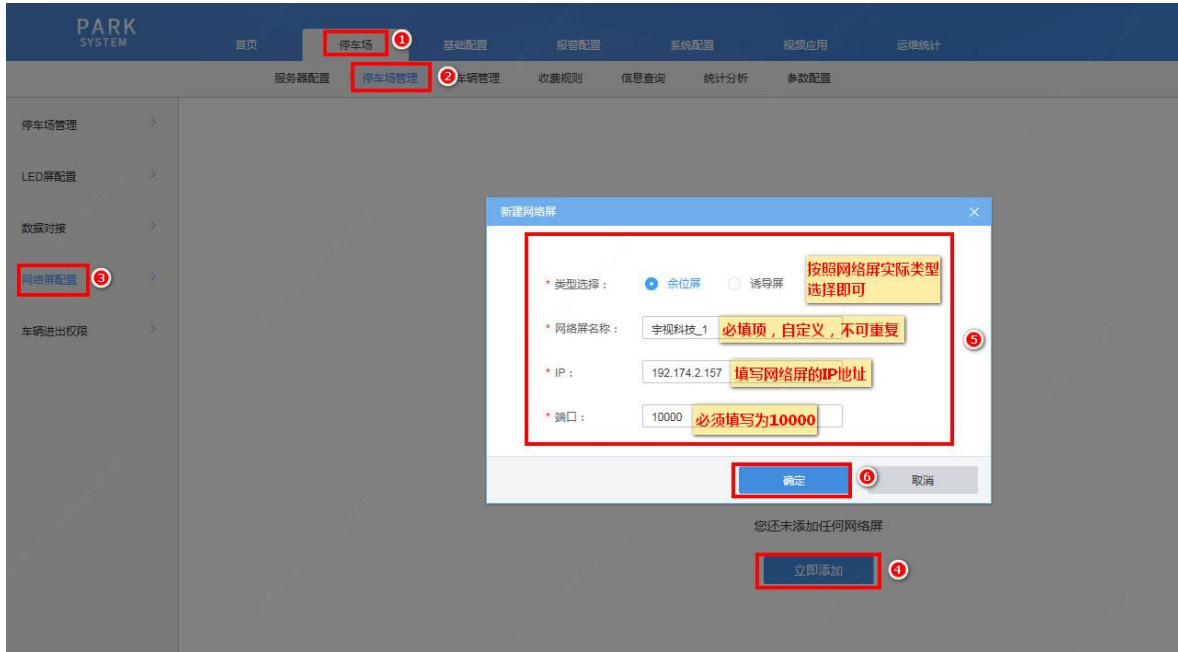 PARK
SYSTEM
首页 停车场 1 基础配置 报警配置 系统配置 视频应用 运维统计
服务器配置 停车场管理 2 车辆管理 收费规则 信息查询 统计分析 参数配置
停车场管理
LED屏配置
数据对接
网络屏配置 3
车辆进出权限
新建网络屏
* 类型选择： 余位屏 诱导屏 按照网络屏实际类型
选择即可
* 网络屏名称： 宇视科技_1 必填项，自定义，不可重复
5
* IP： 192.174.2.157 填写网络屏的IP地址
* 端口： 10000 必须填写为10000
确定 6 取消
您还未添加任何网络屏
立即添加 4